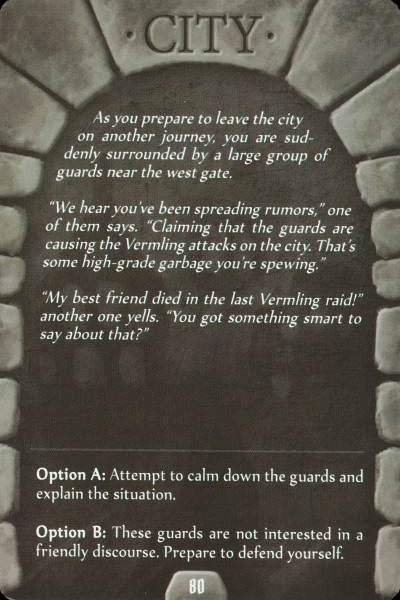 · CITY ·
As you prepare to leave the city
on another journey, you are sud-
denly surrounded by a large group of
guards near the west gate.
"We hear you've been spreading rumors," one
of them says. "Claiming that the guards are
causing the Vermling attacks on the city. That's
some high-grade garbage you're spewing."
"My best friend died in the last Vermling raid!"
another one yells. "You got something smart to
say about that?"
Option A: Attempt to calm down the guards and
explain the situation.
Option B: These guards are not interested in a
friendly discourse. Prepare to defend yourself.
80